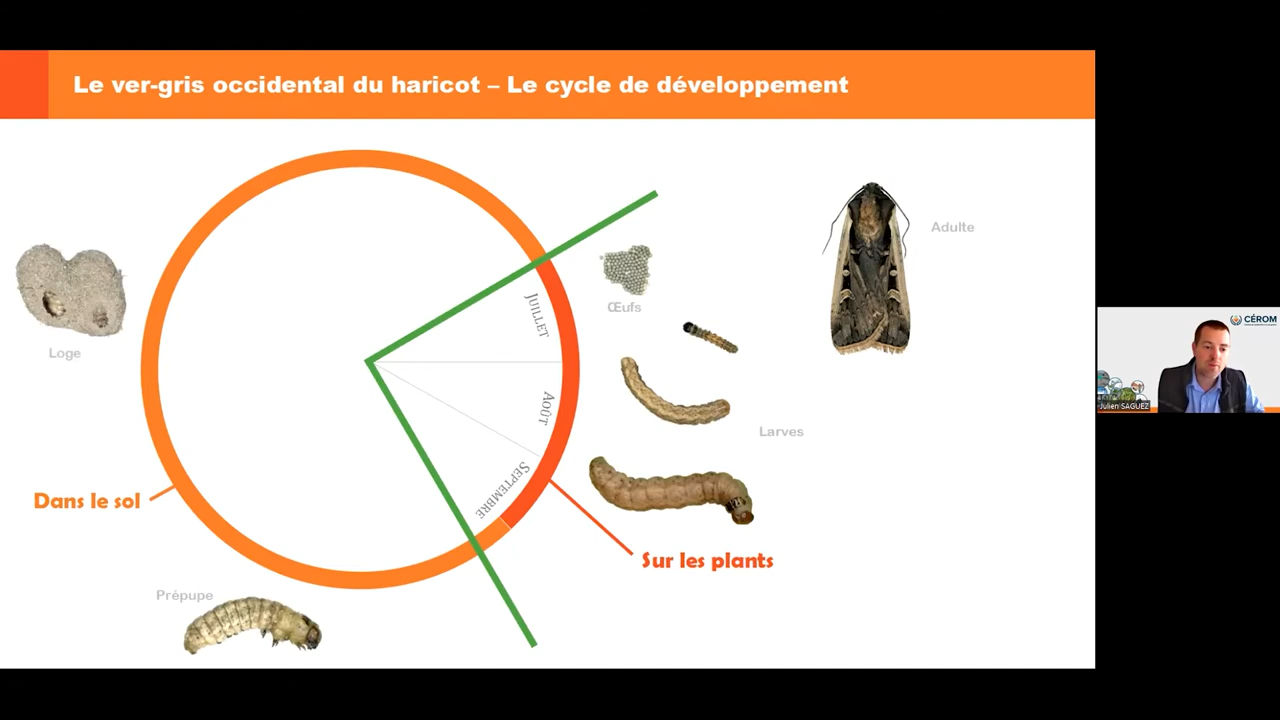 Le ver-gris occidental du haricot – Le cycle de développement
Adulte
Œufs
JUILLET
AOÛT
SEPTEMBRE
Larves
Loge
Dans le sol
Sur les plants
Prépupe
CÉROM
Julien SAGUEZ